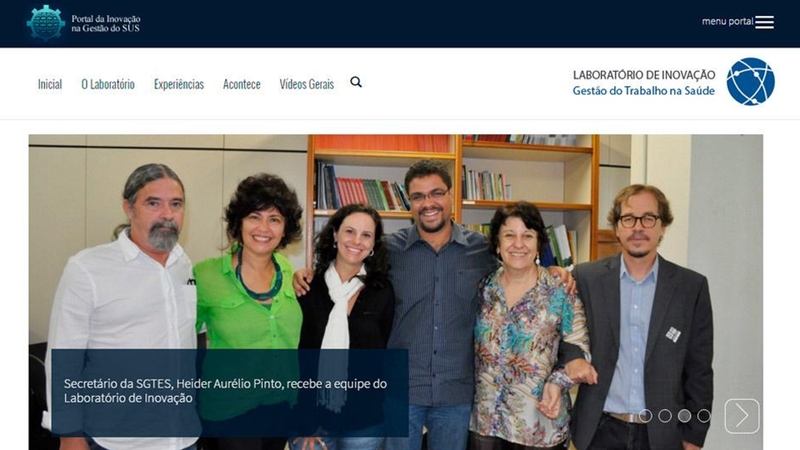 Portal da Inovação
na Gestão do SUS
menu portal
Inicial O Laboratório Experiências Acontece Vídeos Gerais
LABORATÓRIO DE INOVAÇÃO
Gestão do Trabalho na Saúde
Secretário da SGTES, Heider Aurélio Pinto, recebe a equipe do
Laboratório de Inovação